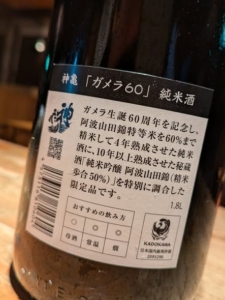 神亀 「ガメラ60」 純米酒
ガメラ生誕60周年を記念し、
阿波山田錦特等米を60%まで
精米して4年熟成させた純米
酒に、10年以上熟成させた秘蔵
酒「純米吟醸 阿波山田錦(精米
歩合50%)」を特別に調合した
限定品です。
1.8L
おすすめの飲み方
○ ○ ○
冷酒 常温 燗
KADOKAWA